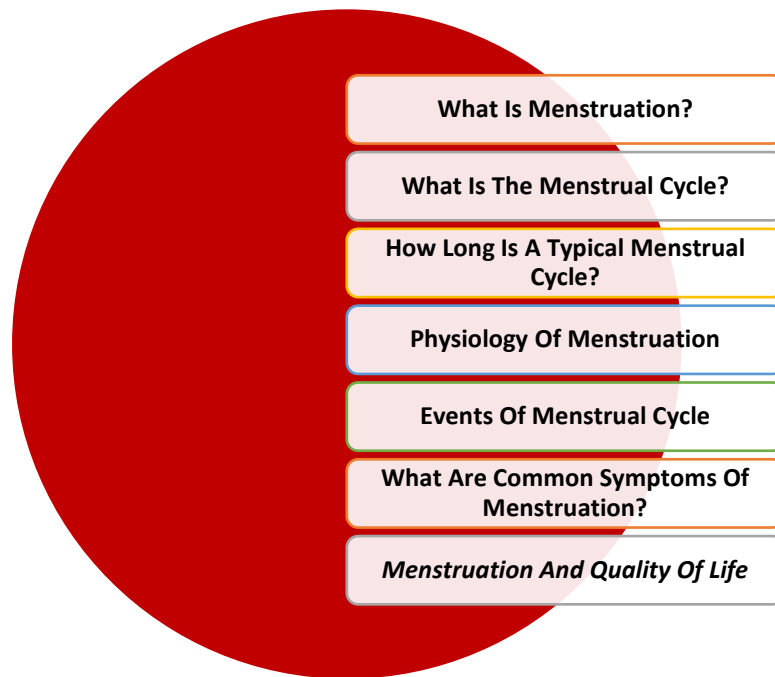 What Is Menstruation?
What Is The Menstrual Cycle?
How Long Is A Typical Menstrual
Cycle?
Physiology Of Menstruation
Events Of Menstrual Cycle
What Are Common Symptoms Of
Menstruation?
Menstruation And Quality Of Life